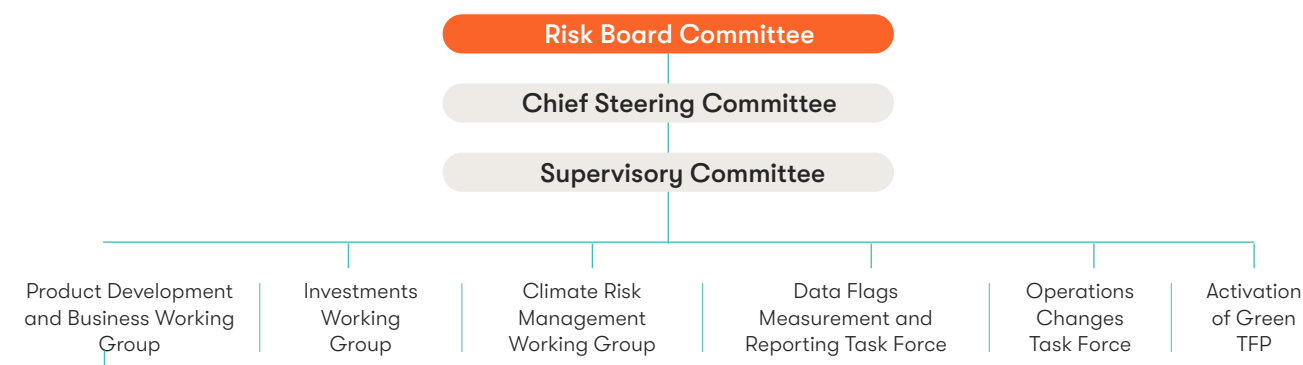 Risk Board Committee
Chief Steering Committee
Supervisory Committee
Product Development
and Business Working
Group
Investments
Working
Group
Climate Risk
Management
Working Group
Data Flags
Measurement and
Reporting Task Force
Operations
Changes
Task Force
Activation
of Green
TFP